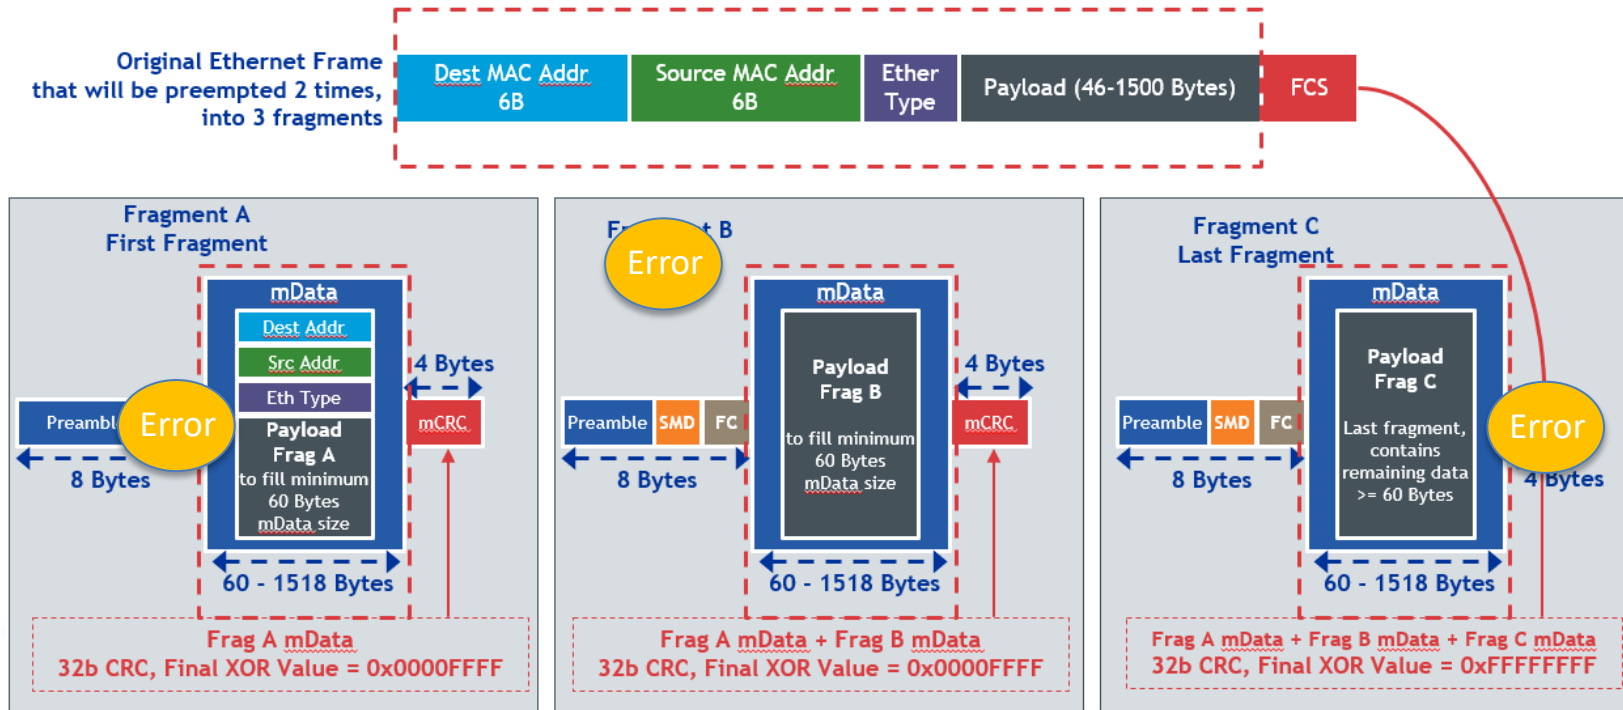 Original Ethernet Frame
that will be preempted 2 times,
into 3 fragments
Dest MAC Addr
6B
Source MAC Addr
6B
Ether
Type
Payload (46-1500 Bytes)
FCS
Fragment A
First Fragment
mData
Dest Addr
Src Addr
Eth Type
Payload
Frag A
to fill minimum
60 Bytes
mData size
Error
8 Bytes
4 Bytes
mCRC
60 - 1518 Bytes
Frag A mData
32b CRC, Final XOR Value = 0x0000FFFF
B
Error
mData
Payload
Frag B
to fill minimum
60 Bytes
mData size
Preamble
SMD
FC
8 Bytes
4 Bytes
mCRC
60 - 1518 Bytes
Frag A mData + Frag B mData
32b CRC, Final XOR Value = 0x0000FFFF
Fragment C
Last Fragment
mData
Payload
Frag C
Last fragment,
contains
remaining data
>= 60 Bytes
Preamble
SMD
FC
8 Bytes
Error
4 Bytes
60 - 1518 Bytes
Frag A mData + Frag B mData + Frag C mData
32b CRC, Final XOR Value = 0xFFFFFFFF